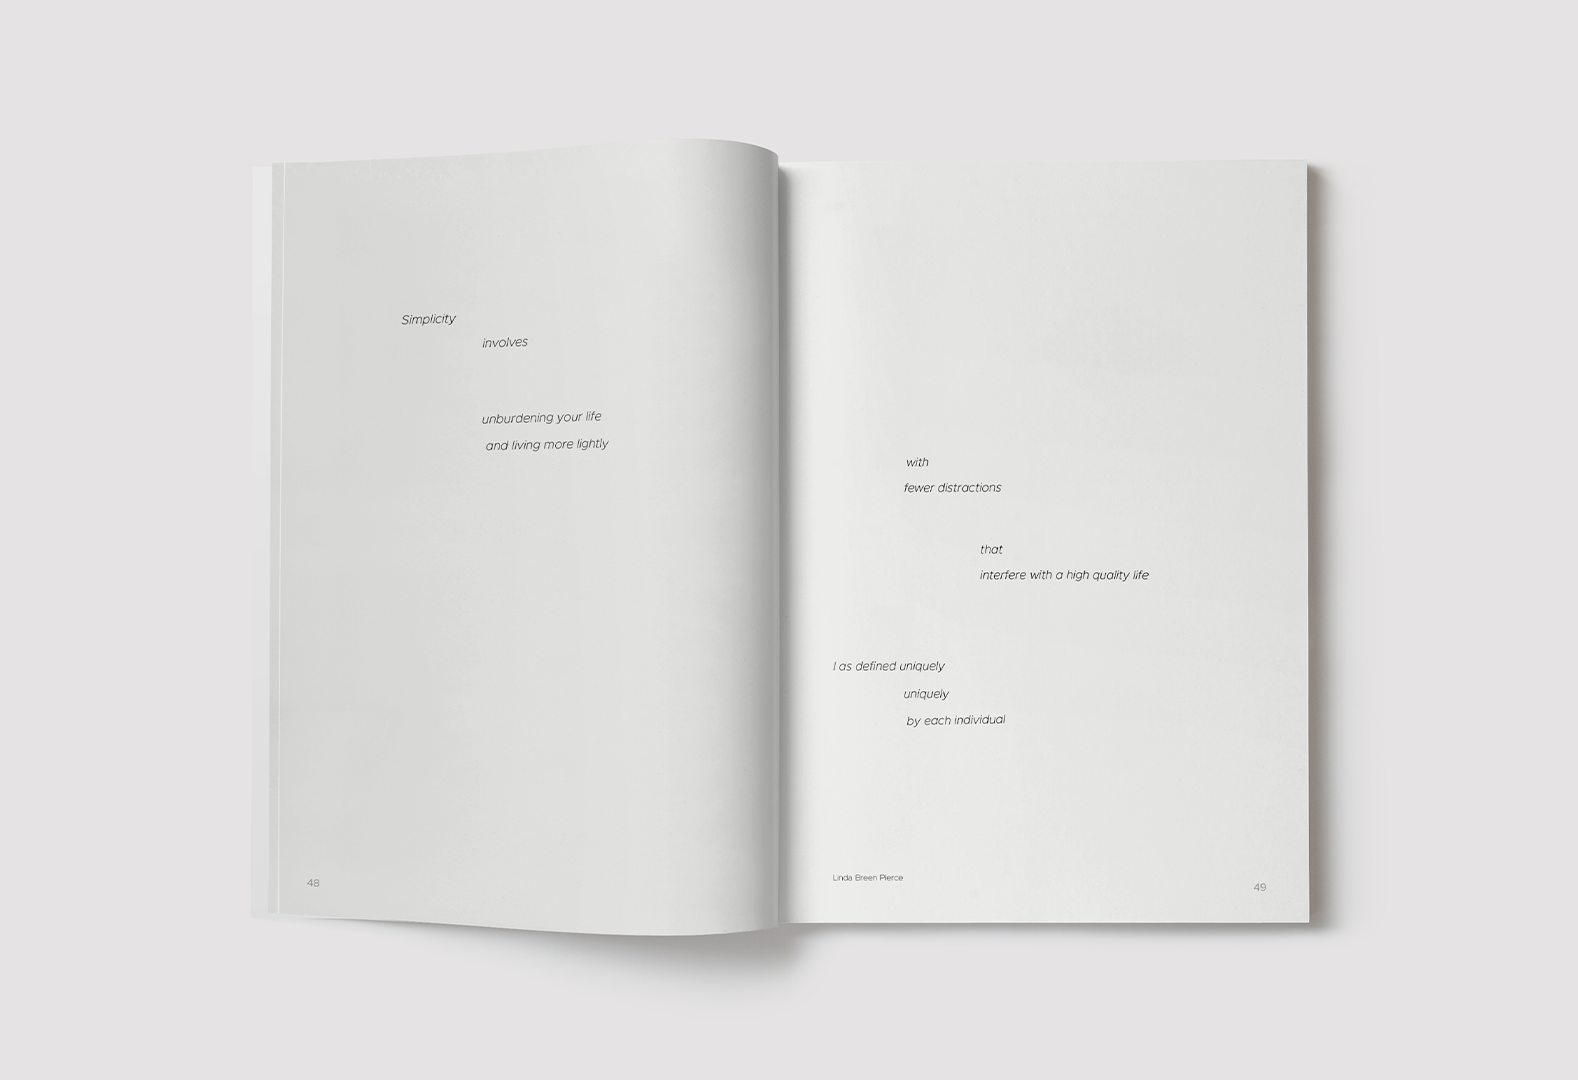 Simplicity
involves
unburdening your life
and living more lightly
48
with
fewer distractions
that
interfere with a high quality life
I as defined uniquely
uniquely
by each individual
Linda Breen Pierce
49